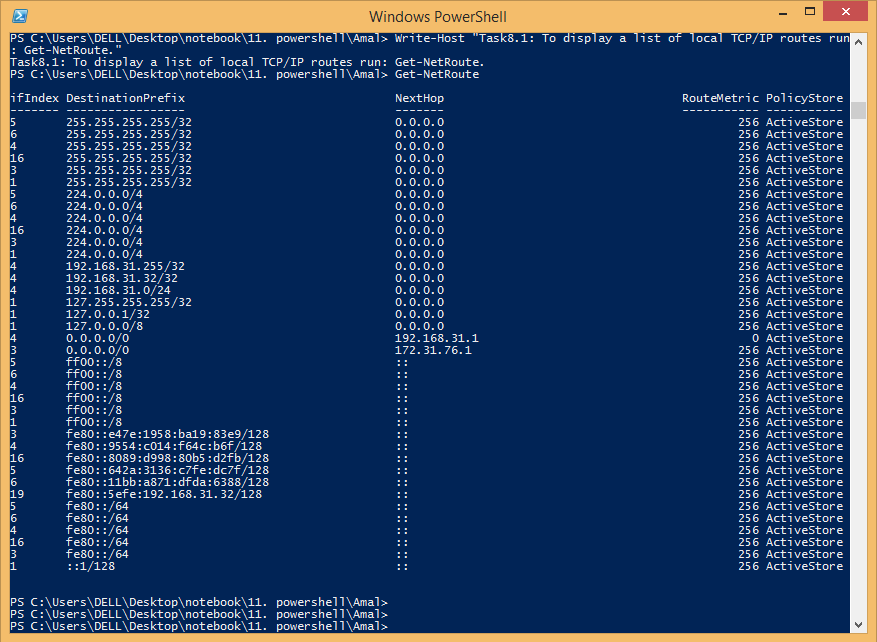 Windows PowerShell
PS C:\Users\DELL\Desktop\notebook\11. powershell\Amal> Write-Host "Task8.1: To display a list of local TCP/IP routes run
: Get-NetRoute."
Task8.1: To display a list of local TCP/IP routes run: Get-NetRoute.
PS C:\Users\DELL\Desktop\notebook\11. powershell\Amal> Get-NetRoute
ifIndex DestinationPrefix NextHop RouteMetric PolicyStore
------- ----------------- ------- ----------- -----------
5 255.255.255.255/32 0.0.0.0 256 ActiveStore
6 255.255.255.255/32 0.0.0.0 256 ActiveStore
4 255.255.255.255/32 0.0.0.0 256 ActiveStore
16 255.255.255.255/32 0.0.0.0 256 ActiveStore
3 255.255.255.255/32 0.0.0.0 256 ActiveStore
1 255.255.255.255/32 0.0.0.0 256 ActiveStore
5 224.0.0.0/4 0.0.0.0 256 ActiveStore
6 224.0.0.0/4 0.0.0.0 256 ActiveStore
4 224.0.0.0/4 0.0.0.0 256 ActiveStore
16 224.0.0.0/4 0.0.0.0 256 ActiveStore
3 224.0.0.0/4 0.0.0.0 256 ActiveStore
1 224.0.0.0/4 0.0.0.0 256 ActiveStore
4 192.168.31.255/32 0.0.0.0 256 ActiveStore
4 192.168.31.32/32 0.0.0.0 256 ActiveStore
4 192.168.31.0/24 0.0.0.0 256 ActiveStore
1 127.255.255.255/32 0.0.0.0 256 ActiveStore
1 127.0.0.1/32 0.0.0.0 256 ActiveStore
1 127.0.0.0/8 0.0.0.0 256 ActiveStore
4 0.0.0.0/0 192.168.31.1 0 ActiveStore
3 0.0.0.0/0 172.31.76.1 256 ActiveStore
5 ff00::/8 :: 256 ActiveStore
6 ff00::/8 :: 256 ActiveStore
4 ff00::/8 :: 256 ActiveStore
16 ff00::/8 :: 256 ActiveStore
3 ff00::/8 :: 256 ActiveStore
1 ff00::/8 :: 256 ActiveStore
3 fe80::e47e:1958:ba19:83e9/128 :: 256 ActiveStore
4 fe80::9554:c014:f64c:b6f/128 :: 256 ActiveStore
16 fe80::8089:d998:80b5:d2fb/128 :: 256 ActiveStore
5 fe80::642a:3136:c7fe:dc7f/128 :: 256 ActiveStore
6 fe80::11bb:a871:dfda:6388/128 :: 256 ActiveStore
19 fe80::5efe:192.168.31.32/128 :: 256 ActiveStore
5 fe80::/64 :: 256 ActiveStore
6 fe80::/64 :: 256 ActiveStore
4 fe80::/64 :: 256 ActiveStore
16 fe80::/64 :: 256 ActiveStore
3 fe80::/64 :: 256 ActiveStore
1 ::1/128 :: 256 ActiveStore
PS C:\Users\DELL\Desktop\notebook\11. powershell\Amal>
PS C:\Users\DELL\Desktop\notebook\11. powershell\Amal>
PS C:\Users\DELL\Desktop\notebook\11. powershell\Amal>